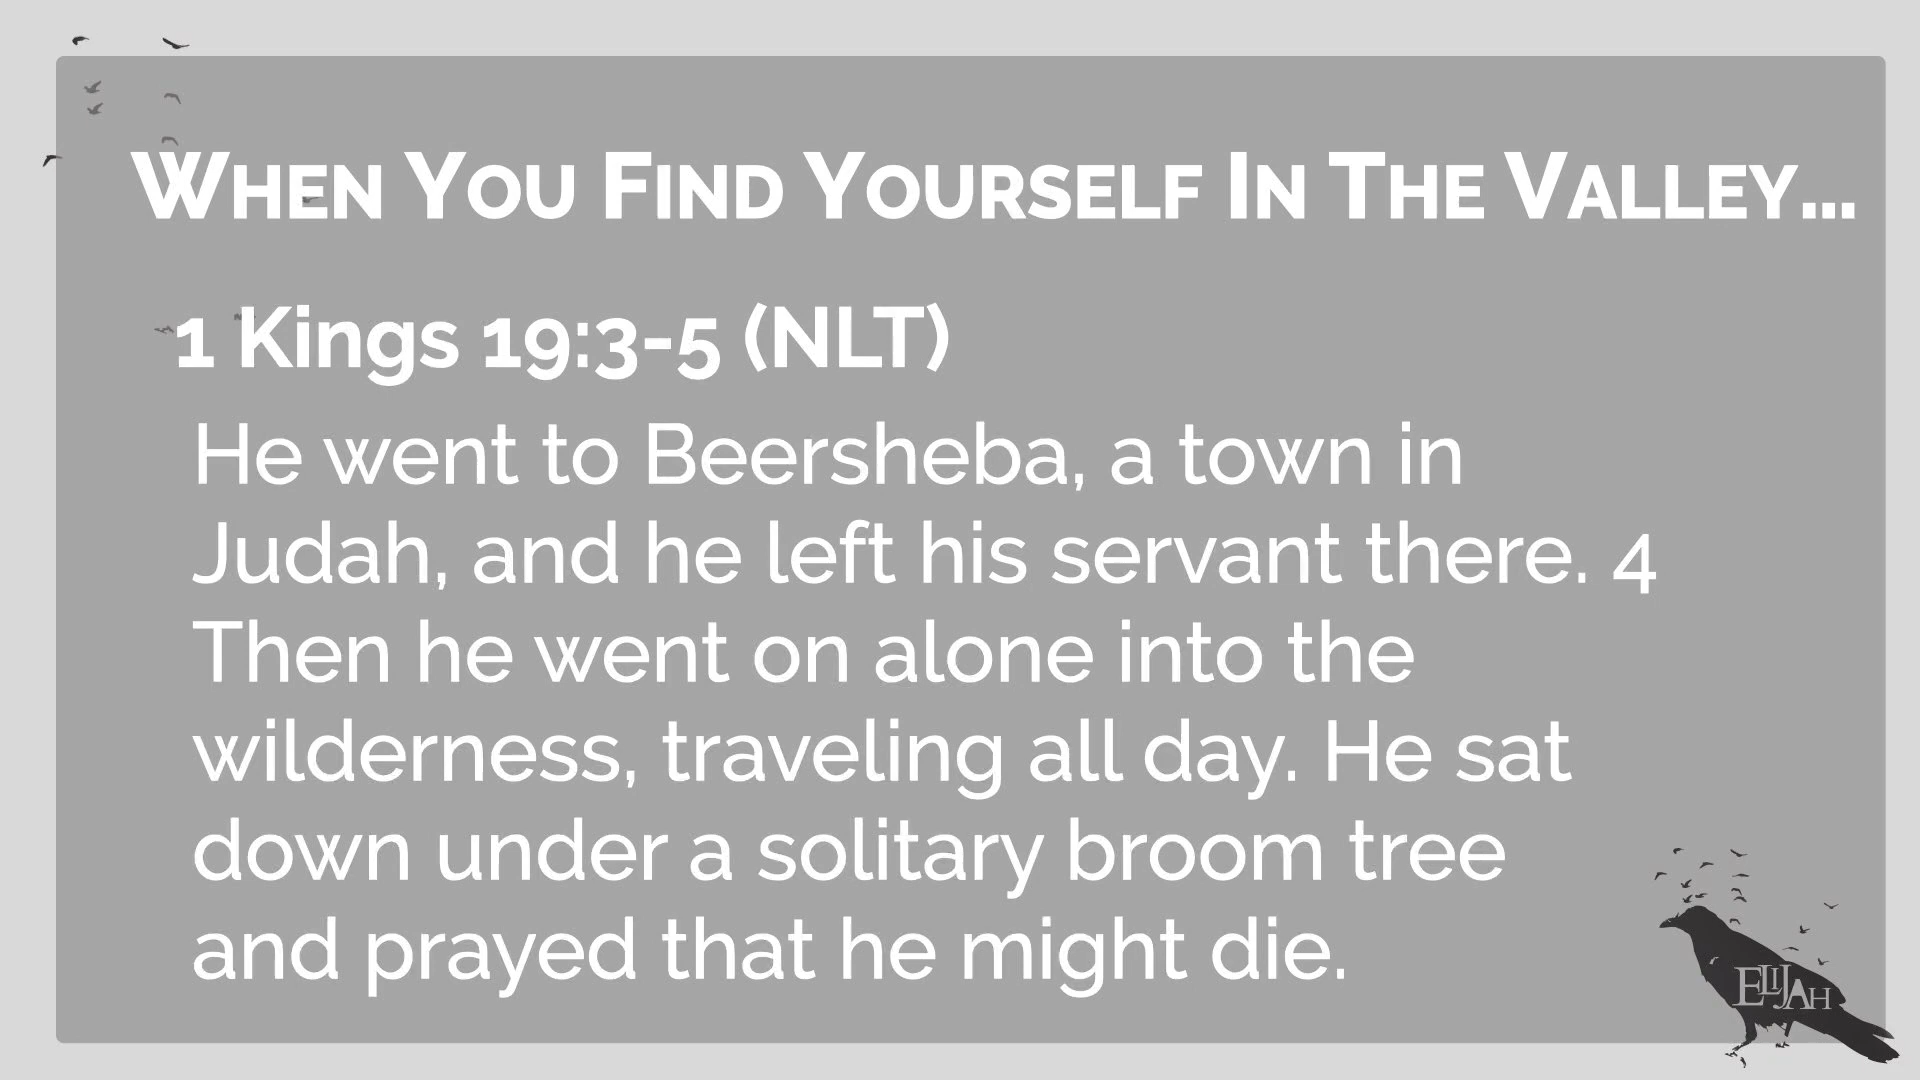 When You Find Yourself In The Valley...
1 Kings 19:3-5 (NLT)
He went to Beersheba, a town in
Judah, and he left his servant there. 4
Then he went on alone into the
wilderness, traveling all day. He sat
down under a solitary broom tree
and prayed that he might die.
ELIJAH